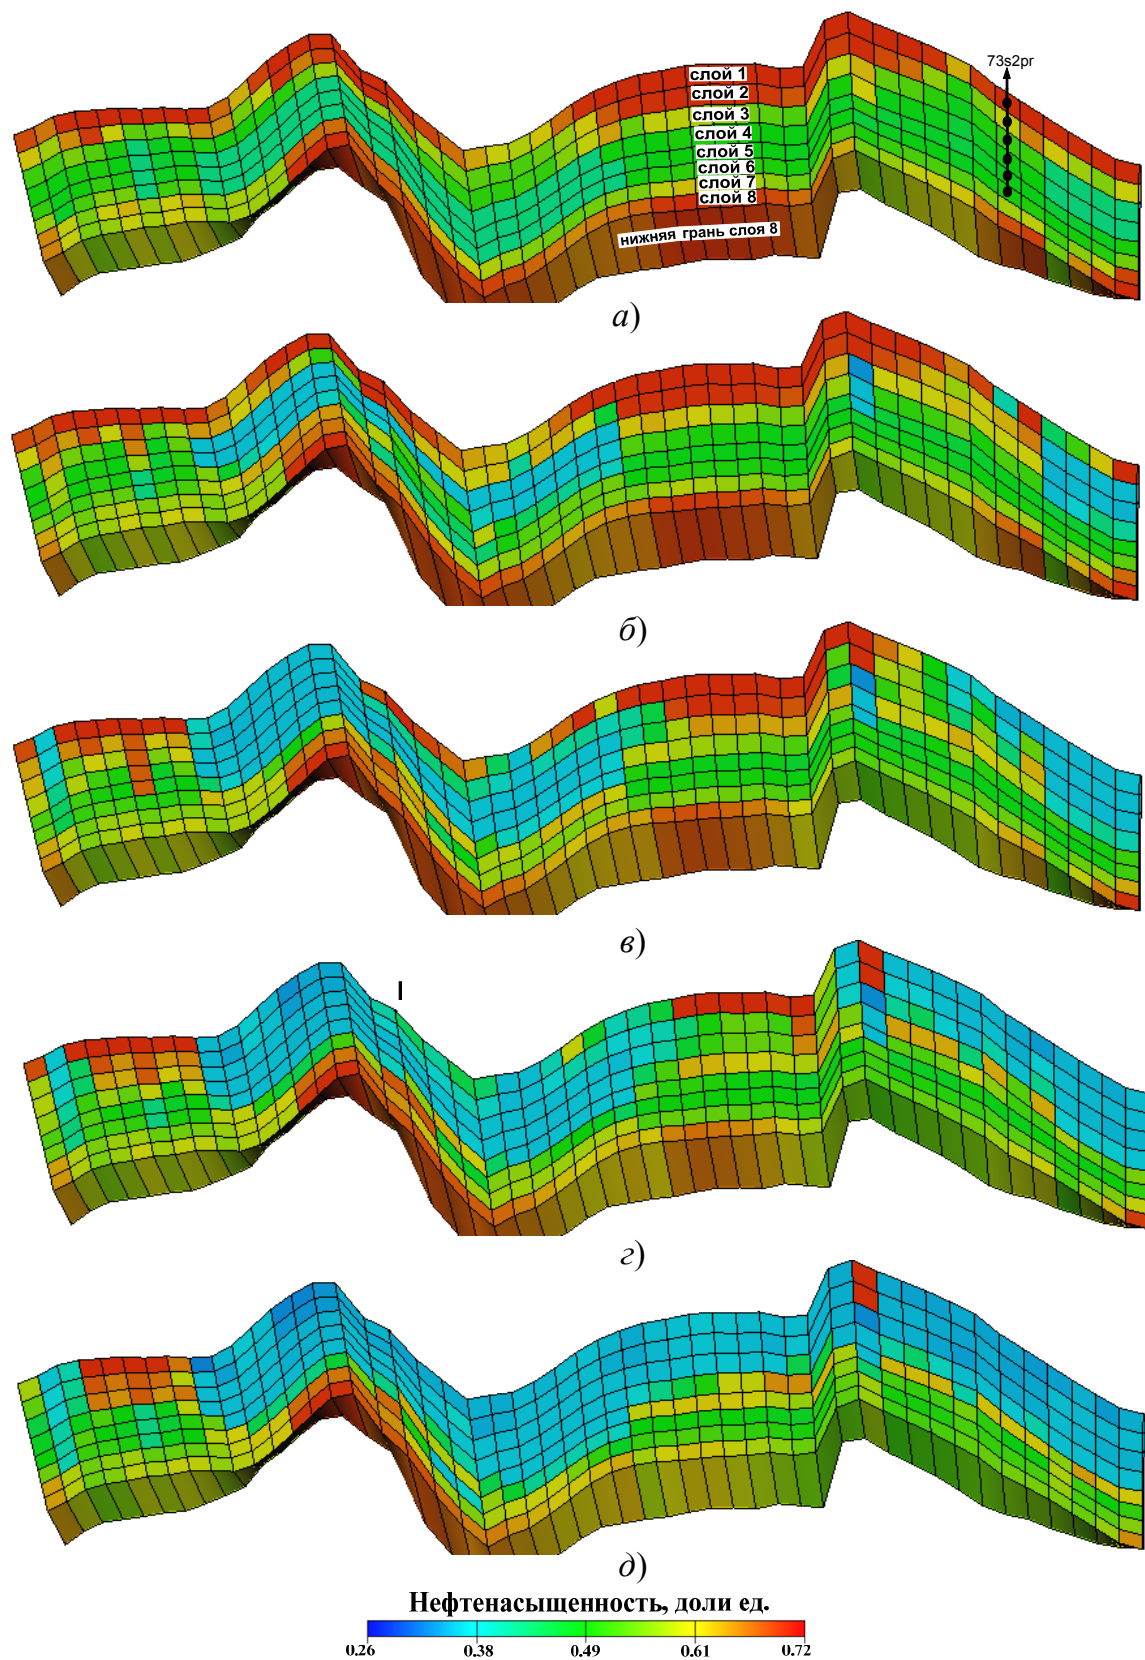 73s2pr
слой 1
слой 2
слой 3
слой 4
слой 5
слой 6
слой 7
слой 8
нижняя грань слоя 8
а)
б)
в)
I
г)
д)
Нефтенасыщенность, доли ед.
0.26 0.38 0.49 0.61 0.72